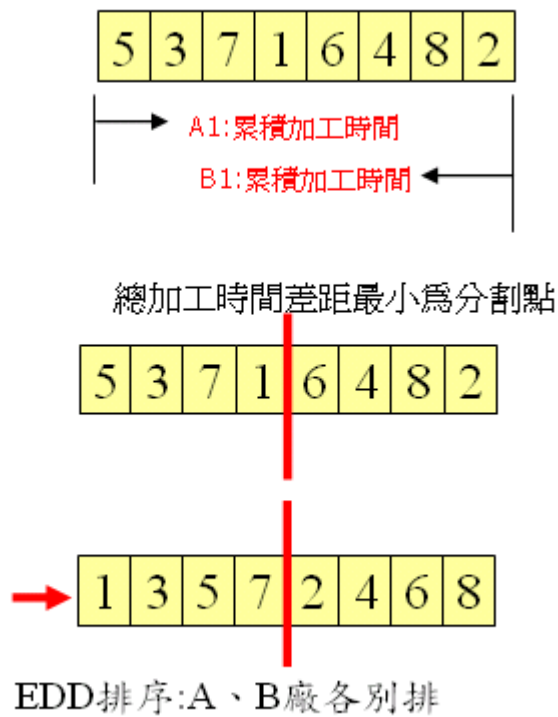 5 3 7 1 6 4 8 2
A1:累積加工時間
B1:累積加工時間
總加工時間差距最小為分割點
5 3 7 1 6 4 8 2
1 3 5 7 2 4 6 8
EDD排序:A、B廠各別排